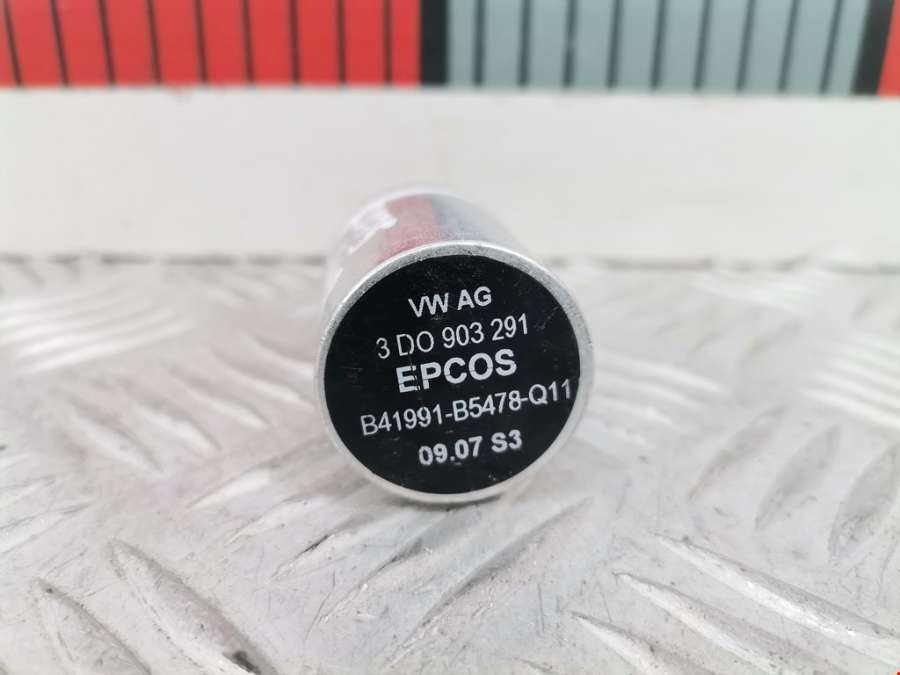 VW AG
3 DO 903 291
EPCOS
B41991-B5478-Q11
09.07 S3